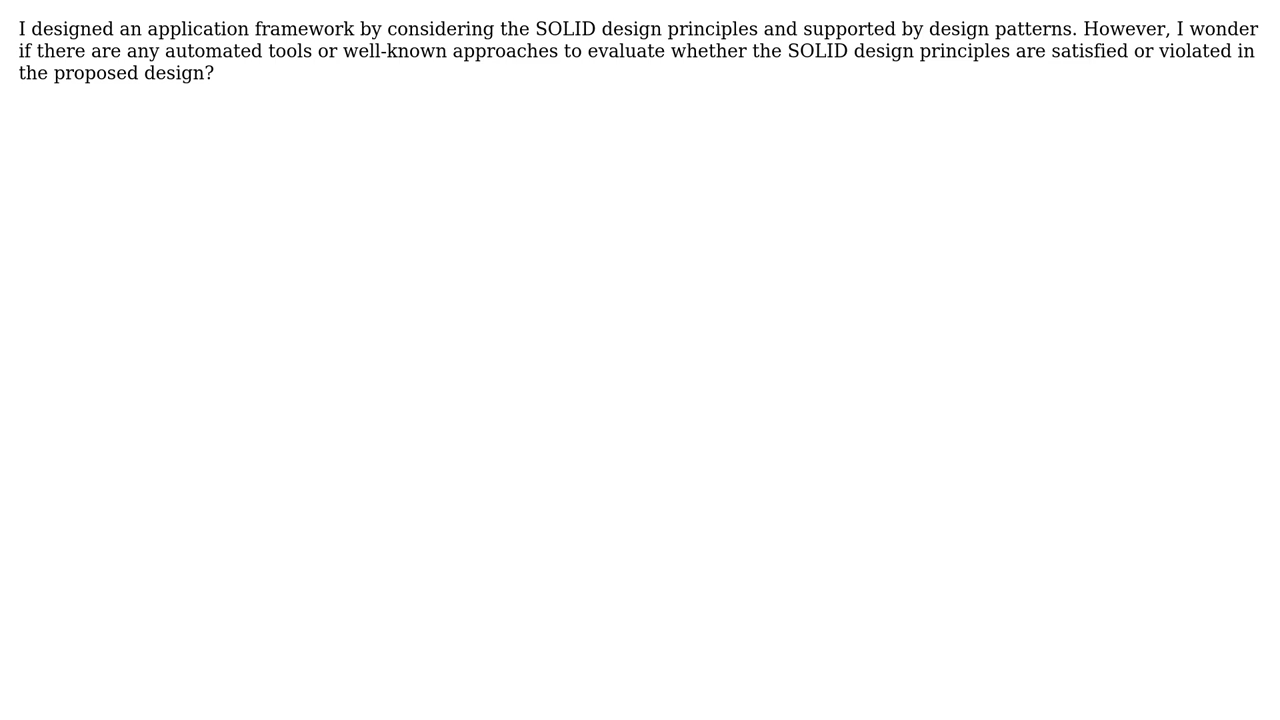 I designed an application framework by considering the SOLID design principles and supported by design patterns. However, I wonder
if there are any automated tools or well-known approaches to evaluate whether the SOLID design principles are satisfied or violated in
the proposed design?